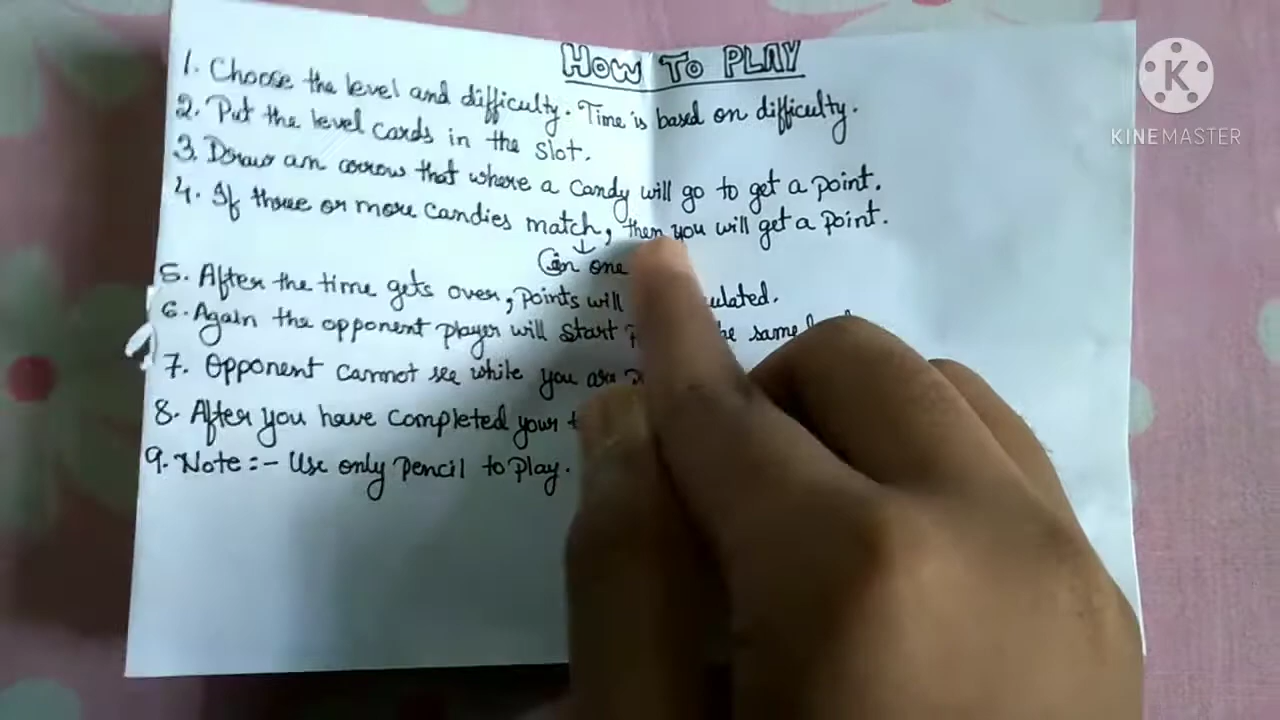 How To PLAY
1. Choose the level and difficulty. Time is based on difficulty.
2. Put the level cards in the slot.
3. Draw an arrow that where a candy will go to get a point.
4. If three or more candies match, then you will get a point.
↓
(in one
5. After the time gets over, points will
6. Again the opponent player will start the same
7. Opponent cannot see while you are
8. After you have completed your
9. Note :- Use only pencil to play.
K
KINEMASTER